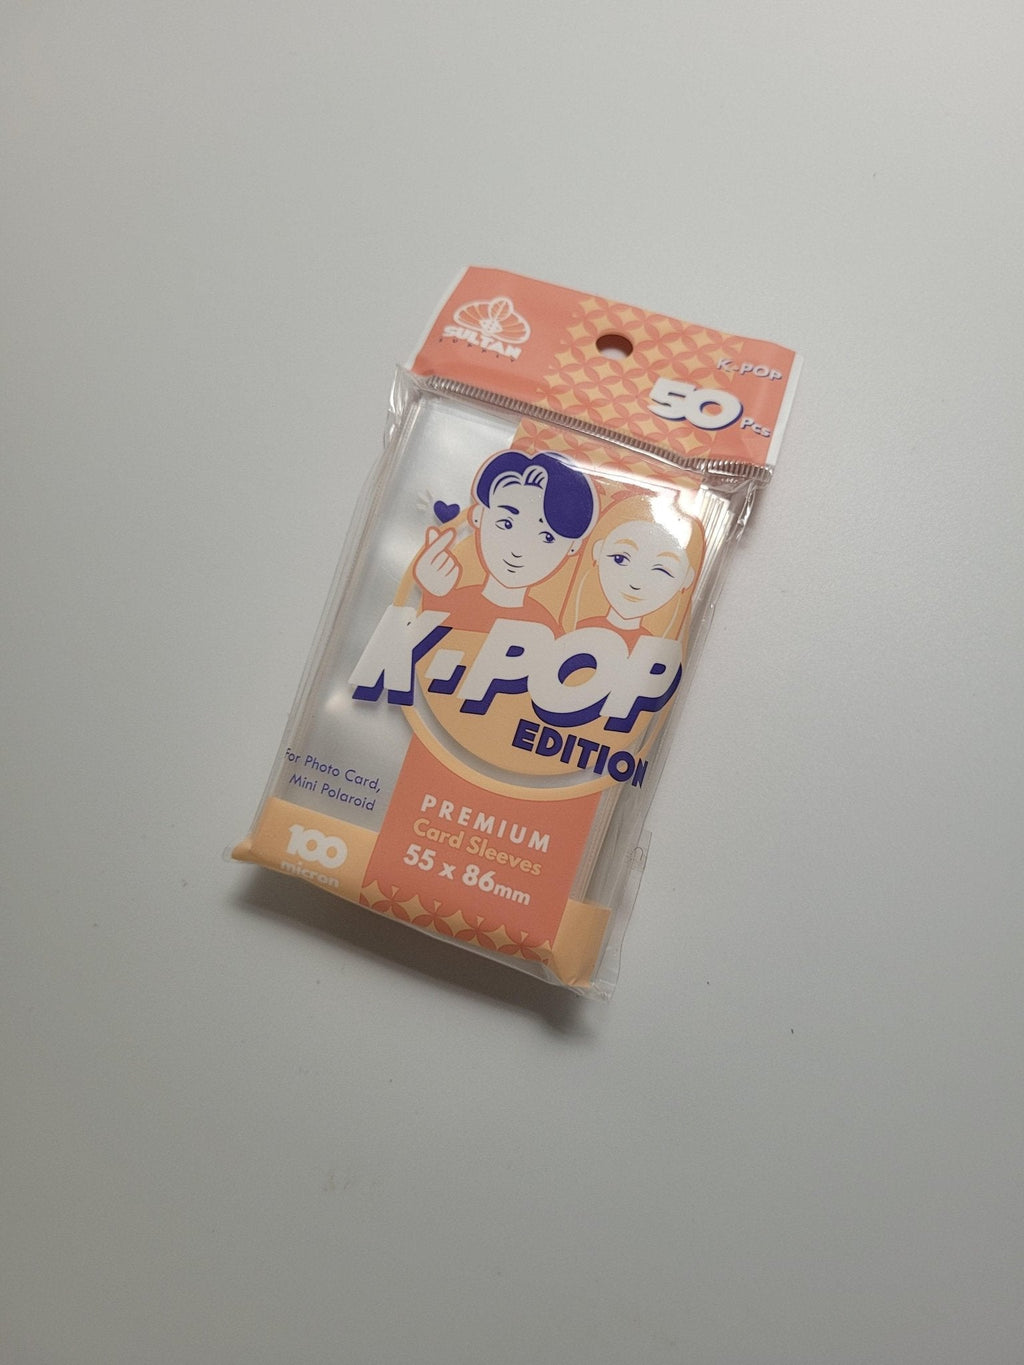 SULTAN
SUPPLY
K-POP
50 Pcs
K-POP
EDITION
For Photo Card,
Mini Polaroid
100
micron
PREMIUM
Card Sleeves
55 x 86mm